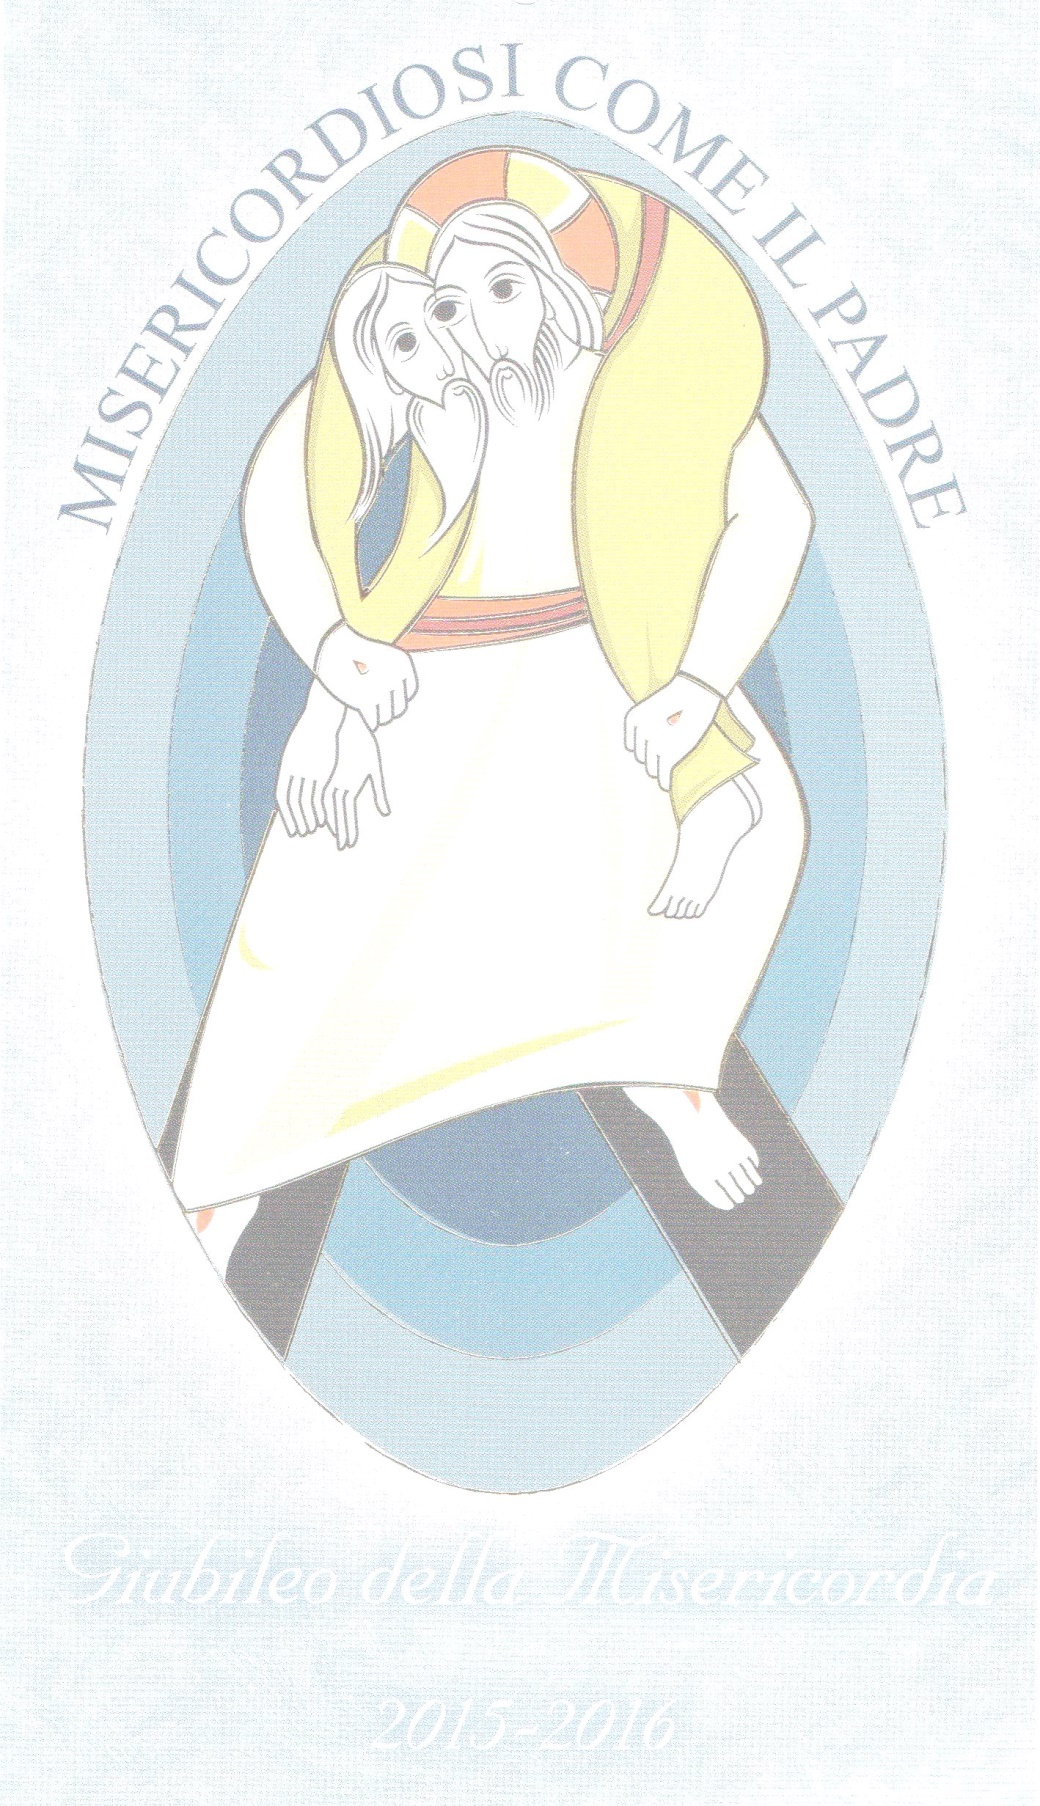 MISERICORDIOSI COME IL PADRE
Giubileo della Misericordia
2015-2016